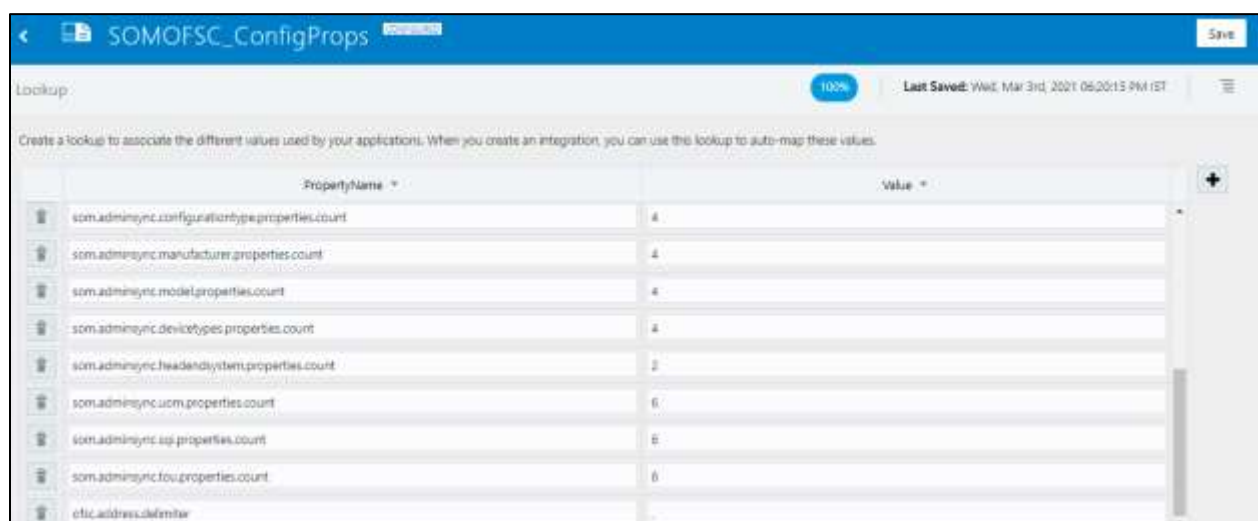 SOMOFSC_ConfigProps
Save
Lookup
100%
Last Saved: Wed, Mar 3rd, 2021 06:20:15 PM IST
Create a lookup to associate the different values used by your applications. When you create an integration, you can use this lookup to auto-map these values.
PropertyName Value
som.adminsync.configurationtype.properties.count 4
som.adminsync.manufacturer.properties.count 4
som.adminsync.model.properties.count 4
som.adminsync.devicetypes.properties.count 4
som.adminsync.headendsystem.properties.count 2
som.adminsync.uom.properties.count 6
som.adminsync.sqi.properties.count 6
som.adminsync.tou.properties.count 6
ofsc.address.delimiter